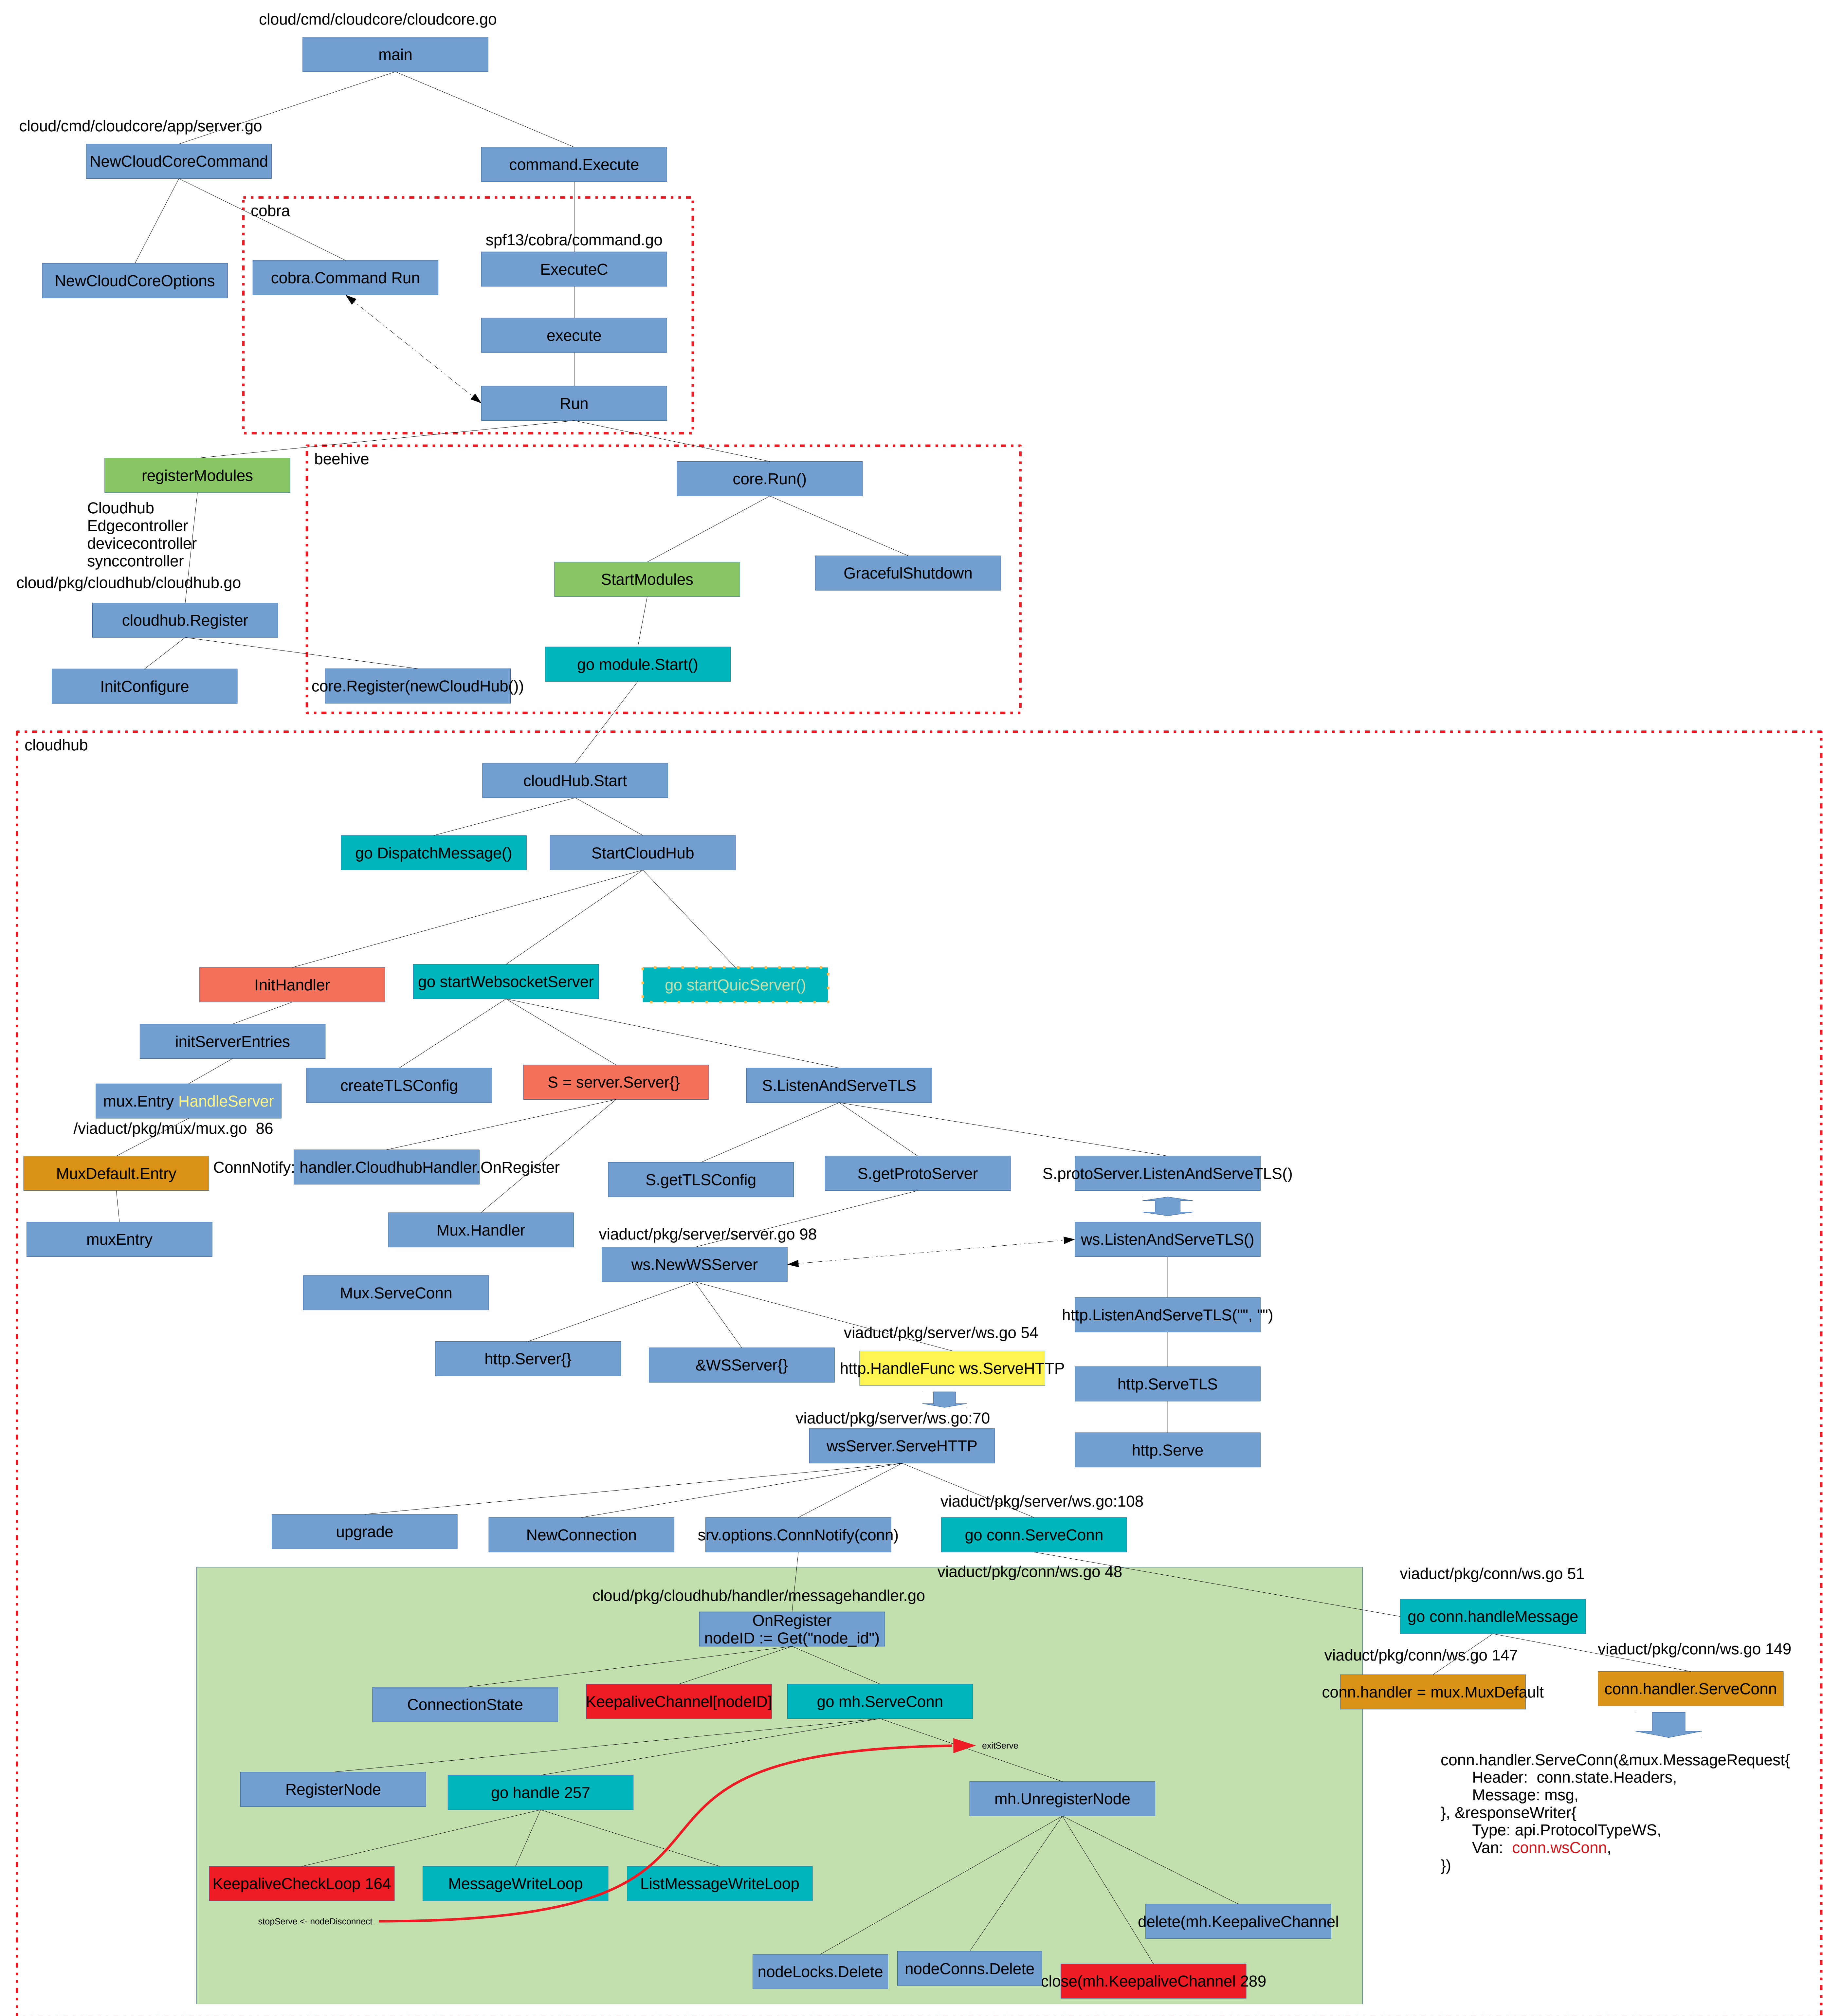 cloud/cmd/cloudcore/cloudcore.go
main
cloud/cmd/cloudcore/app/server.go
NewCloudCoreCommand
command.Execute
cobra
spf13/cobra/command.go
ExecuteC
cobra.Command Run
NewCloudCoreOptions
execute
Run
beehive
registerModules
core.Run()
Cloudhub
Edgecontroller
devicecontroller
synccontroller
cloud/pkg/cloudhub/cloudhub.go
StartModules
GracefulShutdown
cloudhub.Register
go module.Start()
InitConfigure
core.Register(newCloudHub())
cloudhub
cloudHub.Start
go DispatchMessage()
StartCloudHub
InitHandler
go startWebsocketServer
go startQuicServer()
initServerEntries
createTLSConfig
S = server.Server{}
S.ListenAndServeTLS
mux.Entry HandleServer
/viaduct/pkg/mux/mux.go  86
MuxDefault.Entry
ConnNotify: handler.CloudhubHandler.OnRegister
S.getTLSConfig
S.getProtoServer
S.protoServer.ListenAndServeTLS()
muxEntry
Mux.Handler
viaduct/pkg/server/server.go 98
ws.NewWSServer
ws.ListenAndServeTLS()
Mux.ServeConn
http.ListenAndServeTLS("", "")
viaduct/pkg/server/ws.go 54
http.Server{}
&WSServer{}
http.HandleFunc ws.ServeHTTP
http.ServeTLS
viaduct/pkg/server/ws.go:70
wsServer.ServeHTTP
http.Serve
viaduct/pkg/server/ws.go:108
upgrade
NewConnection
srv.options.ConnNotify(conn)
go conn.ServeConn
viaduct/pkg/conn/ws.go 48
viaduct/pkg/conn/ws.go 51
cloud/pkg/cloudhub/handler/messagehandler.go
OnRegister
nodeID := Get("node_id")
go conn.handleMessage
viaduct/pkg/conn/ws.go 147
viaduct/pkg/conn/ws.go 149
ConnectionState
KeepaliveChannel[nodeID]
go mh.ServeConn
conn.handler = mux.MuxDefault
conn.handler.ServeConn
exitServe
RegisterNode
go handle 257
mh.UnregisterNode
conn.handler.ServeConn(&mux.MessageRequest{
Header:  conn.state.Headers,
Message: msg,
}, &responseWriter{
Type: api.ProtocolTypeWS,
Van:  conn.wsConn,
})
KeepaliveCheckLoop 164
MessageWriteLoop
ListMessageWriteLoop
stopServe <- nodeDisconnect
delete(mh.KeepaliveChannel
nodeLocks.Delete
nodeConns.Delete
close(mh.KeepaliveChannel 289